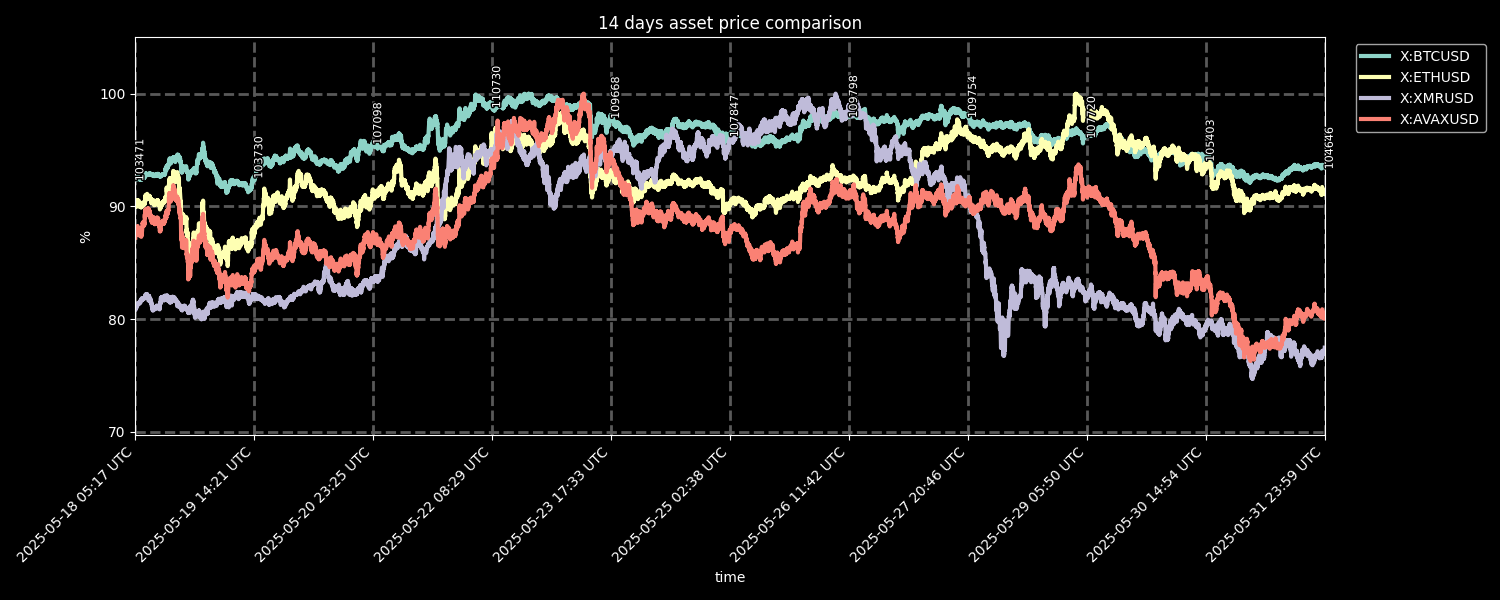 14 days asset price comparison
X:BTCUSD
X:ETHUSD
X:XMRUSD
X:AVAXUSD
100
90
80
70
%
103471
103730
107098
110730
109668
107847
109798
109754
107720
105403
104646
2025-05-18 05:17 UTC
2025-05-19 14:21 UTC
2025-05-20 23:25 UTC
2025-05-22 08:29 UTC
2025-05-23 17:33 UTC
2025-05-25 02:38 UTC
2025-05-26 11:42 UTC
2025-05-27 20:46 UTC
2025-05-29 05:50 UTC
2025-05-30 14:54 UTC
2025-05-31 23:59 UTC
time